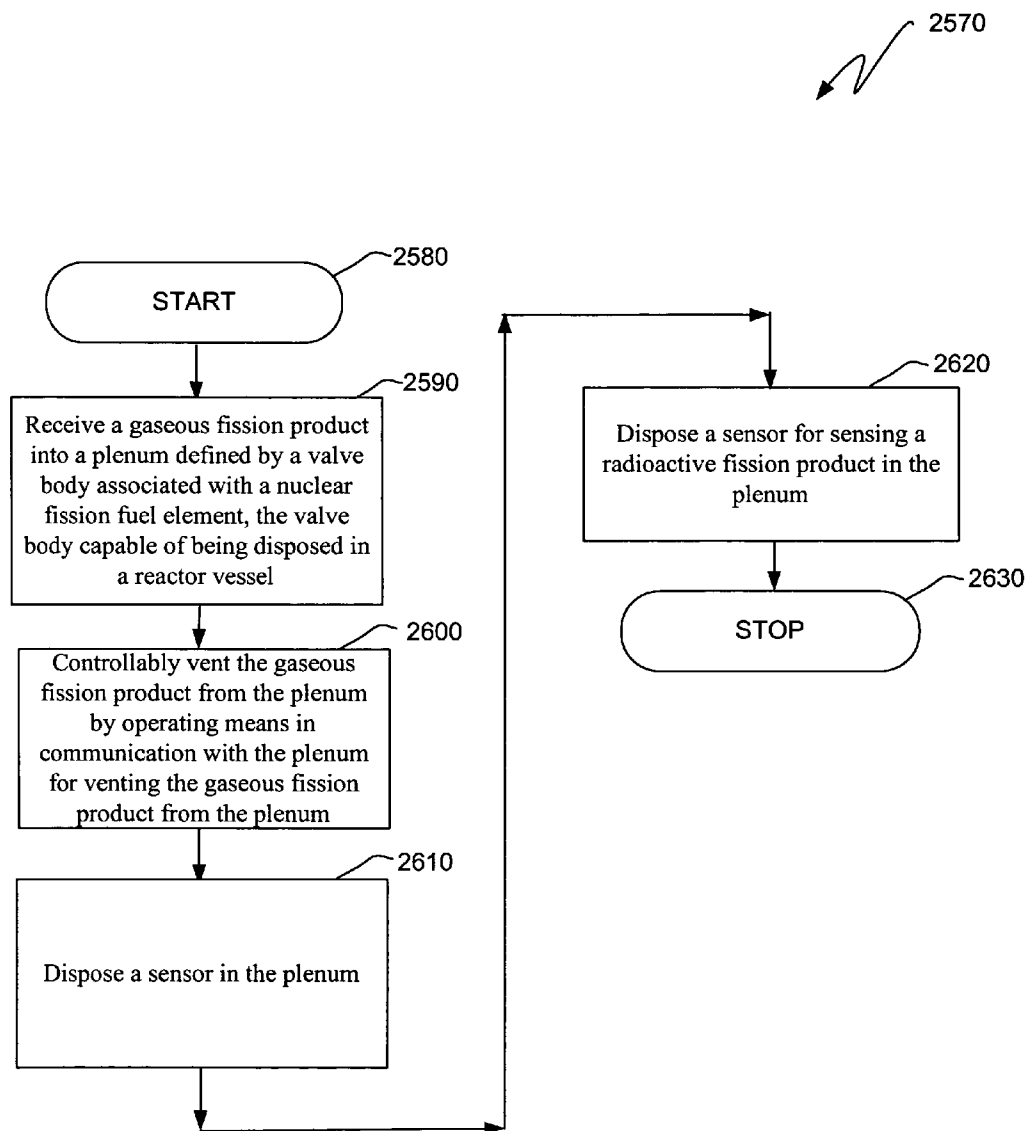 2570
2580
START
2590
Receive a gaseous fission product
into a plenum defined by a valve
body associated with a nuclear
fission fuel element, the valve
body capable of being disposed in
a reactor vessel
2600
Controllably vent the gaseous
fission product from the plenum
by operating means in
communication with the plenum
for venting the gaseous fission
product from the plenum
2610
Dispose a sensor in the plenum
2620
Dispose a sensor for sensing a
radioactive fission product in the
plenum
2630
STOP